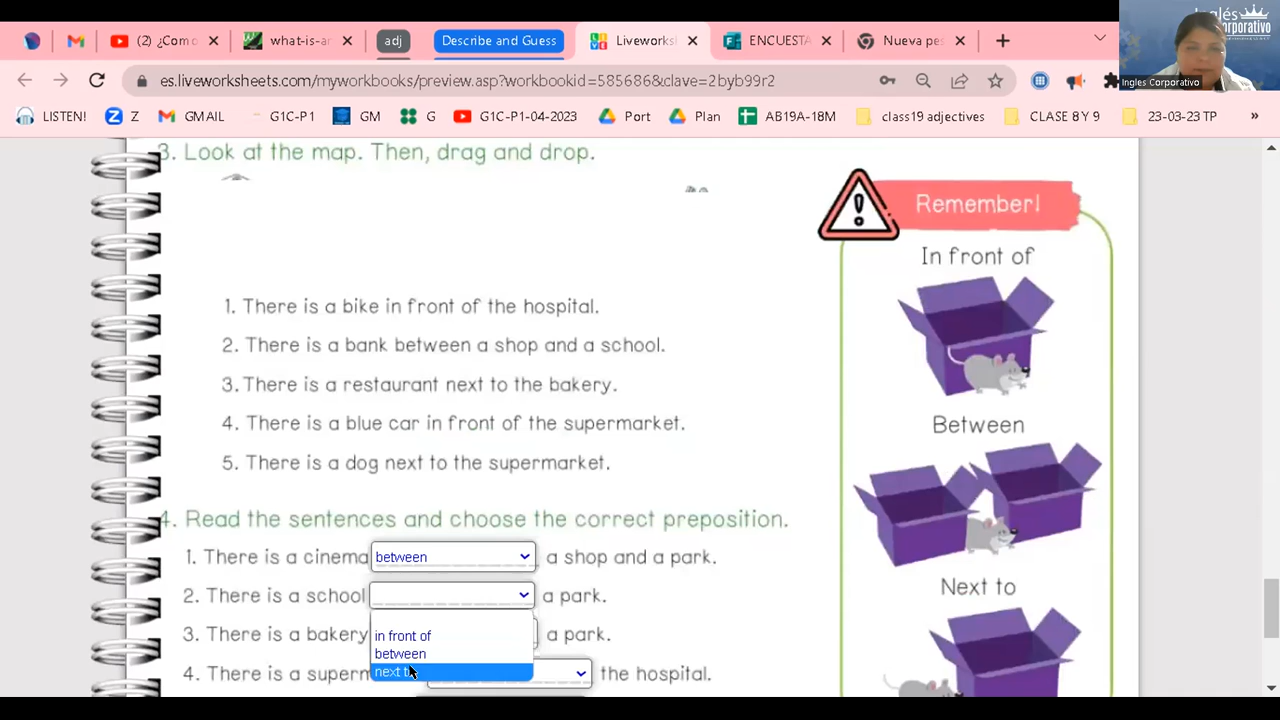 Inglés
Corporativo
(2) ¿Com o
what-is-ar
adj
Describe and Guess
Liveworks
ENCUESTA
Nueva pes
Ingles Corporativo
es.liveworksheets.com/myworkbooks/preview.asp?workbookid=585686&clave=2byb99r2
LISTEN!
Z
GMAIL
G1C-P1
GM
G
G1C-P1-04-2023
Port
Plan
AB19A-18M
class19 adjectives
CLASE 8 Y 9
23-03-23 TP
»
3. Look at the map. Then, drag and drop.
Remember!
In front of
1. There is a bike in front of the hospital.
2. There is a bank between a shop and a school.
3. There is a restaurant next to the bakery.
4. There is a blue car in front of the supermarket.
Between
5. There is a dog next to the supermarket.
4. Read the sentences and choose the correct preposition.
1. There is a cinema between a shop and a park.
Next to
2. There is a school a park.
in front of
between
next
3. There is a bakery a park.
4. There is a superm the hospital.